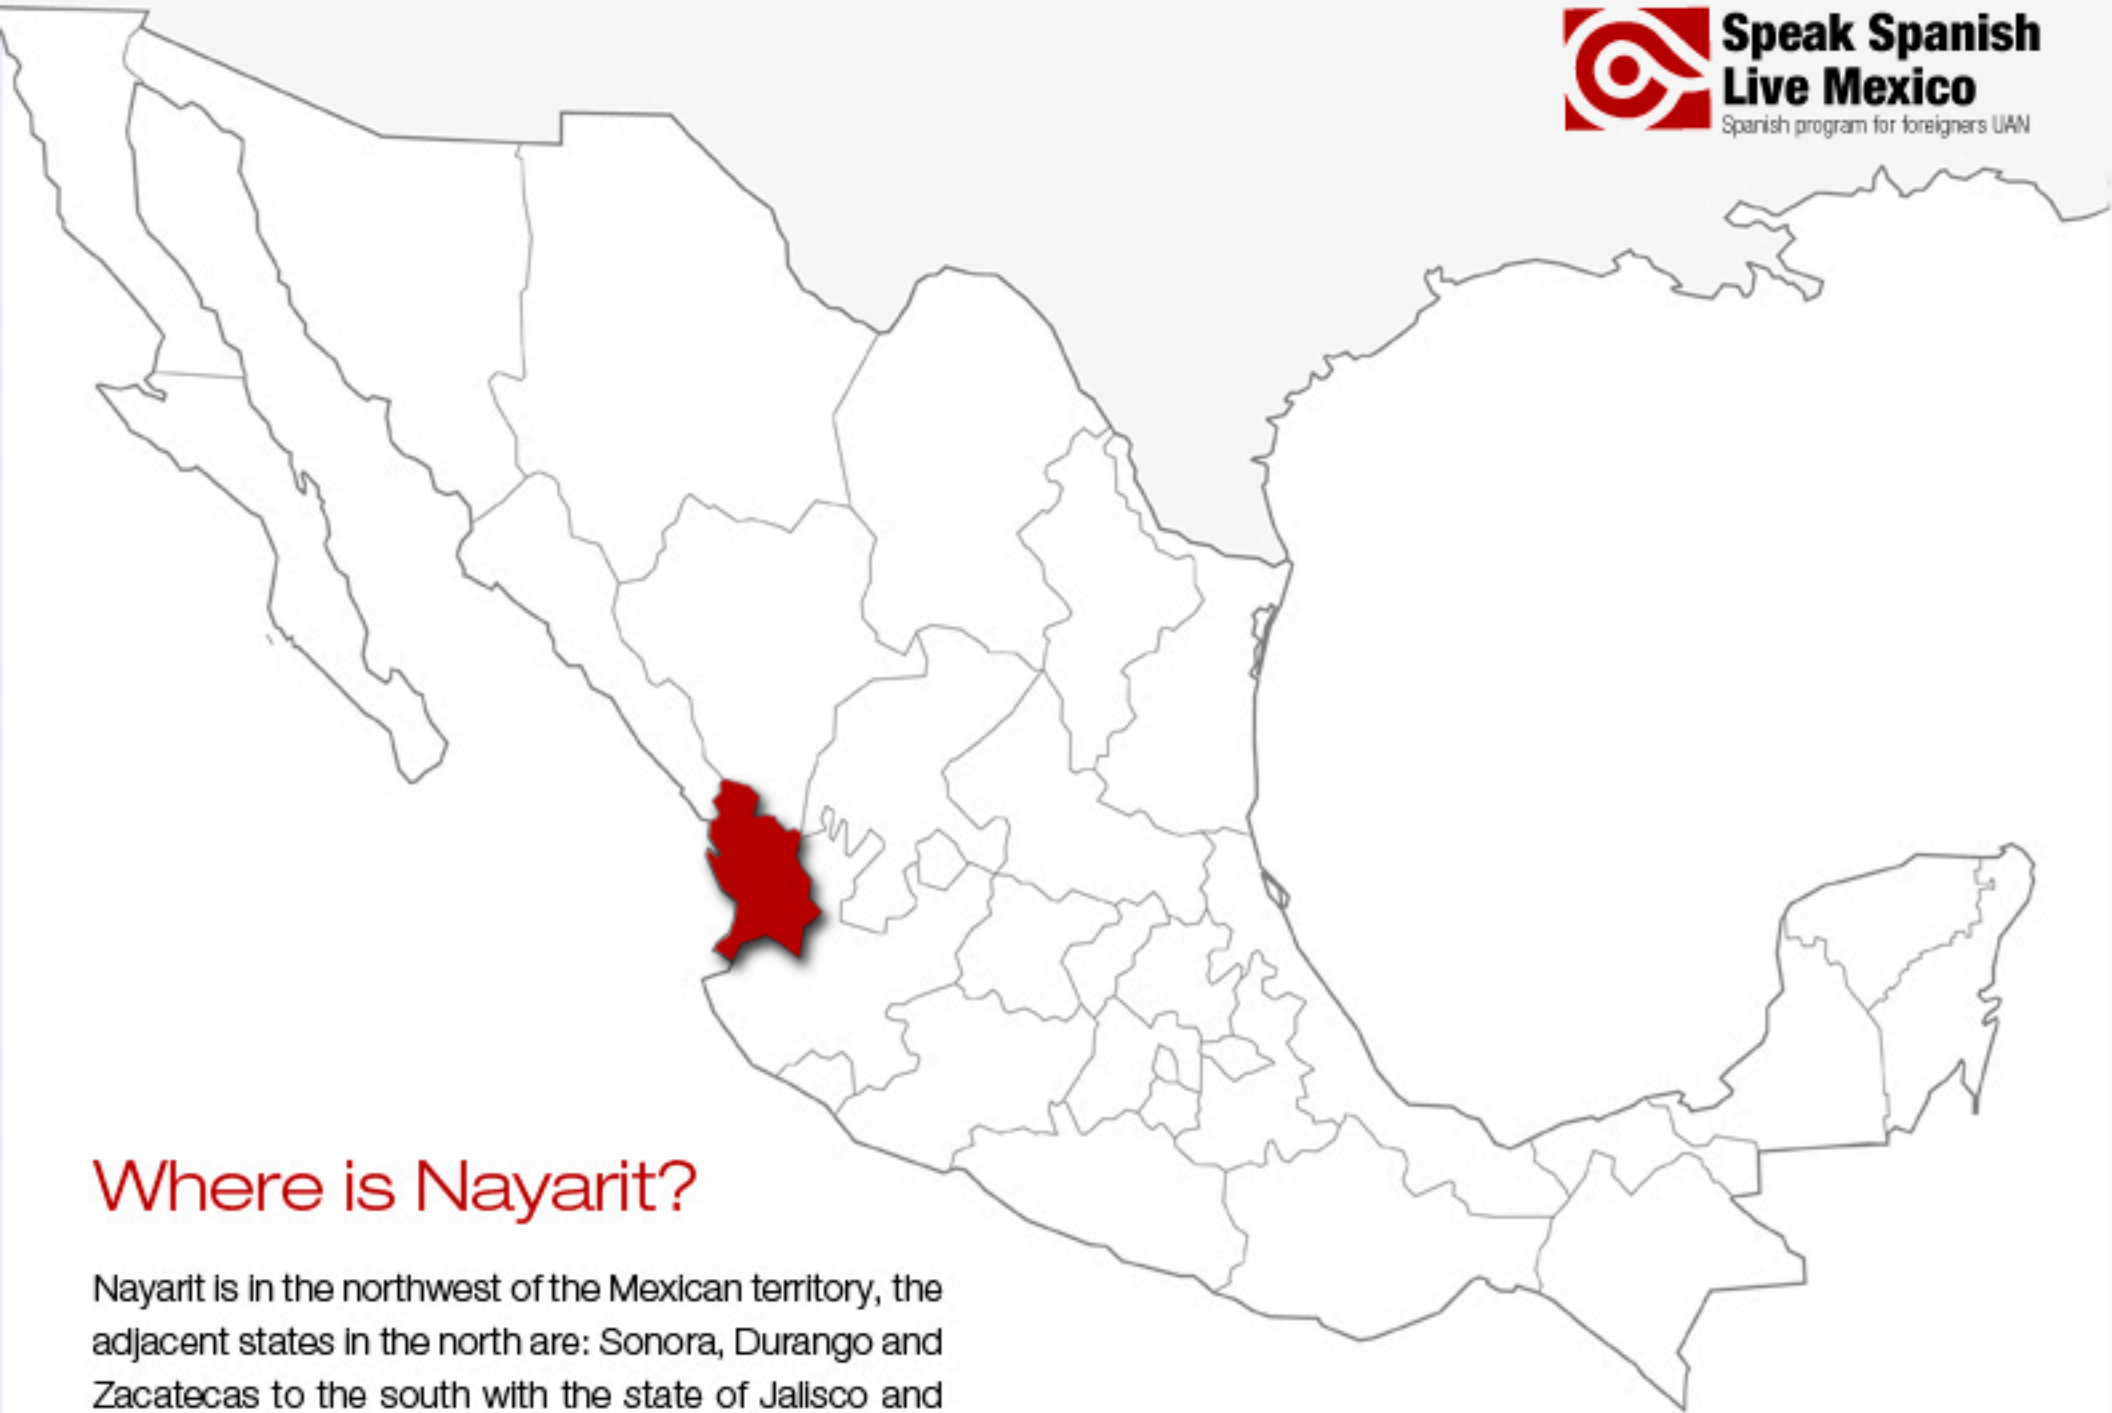 Speak Spanish
Live Mexico
Spanish program for foreigners UAN
Where is Nayarit?
Nayarit is in the northwest of the Mexican territory, the
adjacent states in the north are: Sonora, Durango and
Zacatecas to the south with the state of Jalisco and